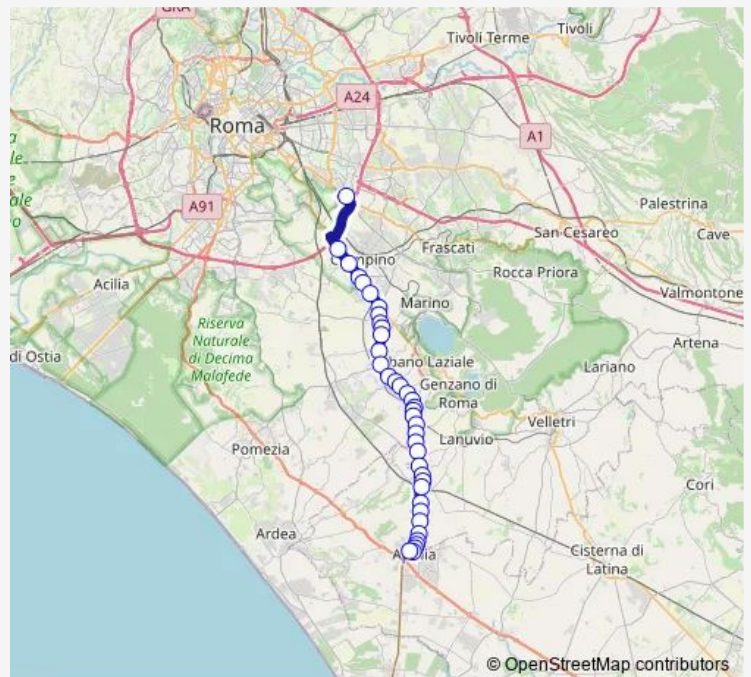 GRA
Tivoli Terme
Tivoli
A24
Roma
A1
A91
Palestrina
San Cesareo
Cave
Frascati
Acilia
Rocca Priora
Valmontone
Marino
Riserva
Naturale
di Decima
Malafede
di Ostia
bano Laziale
Artena
Lariano
Genzano di
Roma
Velletri
Lanuvio
Pomezia
Cori
Ardea
Cisterna di
Latina
© OpenStreetMap contributors